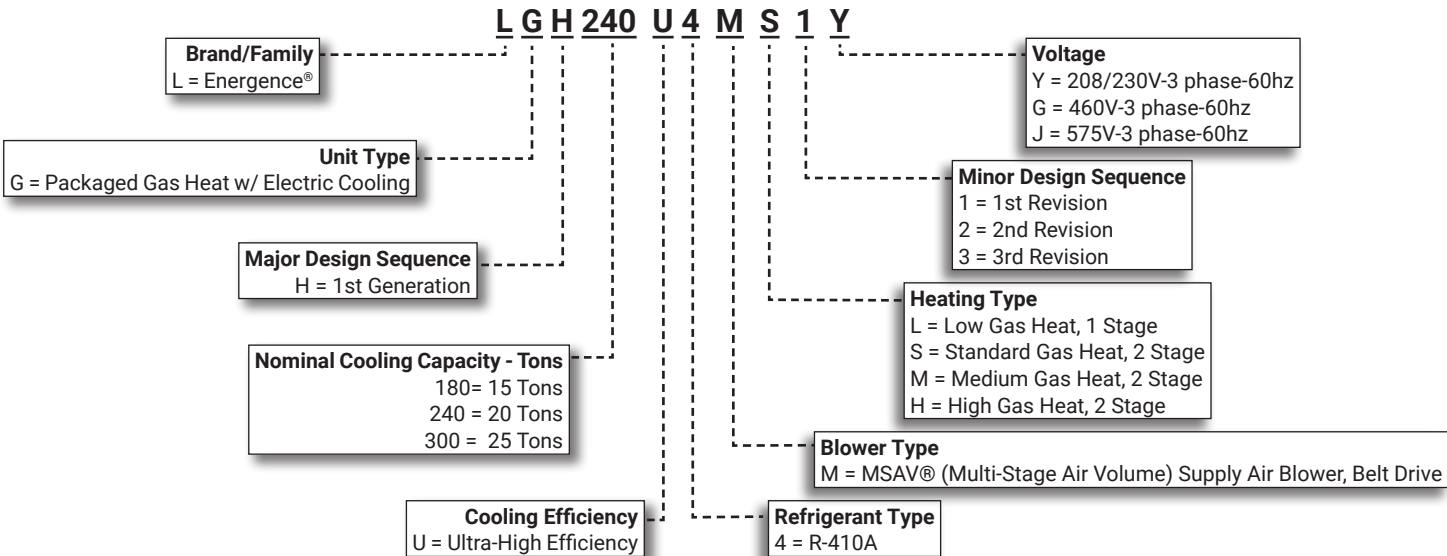 L G H 240 U 4 M S 1 Y
Brand/Family
L = Energence®
Unit Type
G = Packaged Gas Heat w/ Electric Cooling
Major Design Sequence
H = 1st Generation
Nominal Cooling Capacity - Tons
180= 15 Tons
240 = 20 Tons
300 = 25 Tons
Cooling Efficiency
U = Ultra-High Efficiency
Voltage
Y = 208/230V-3 phase-60hz
G = 460V-3 phase-60hz
J = 575V-3 phase-60hz
Minor Design Sequence
1 = 1st Revision
2 = 2nd Revision
3 = 3rd Revision
Heating Type
L = Low Gas Heat, 1 Stage
S = Standard Gas Heat, 2 Stage
M = Medium Gas Heat, 2 Stage
H = High Gas Heat, 2 Stage
Blower Type
M = MSAV® (Multi-Stage Air Volume) Supply Air Blower, Belt Drive
Refrigerant Type
4 = R-410A